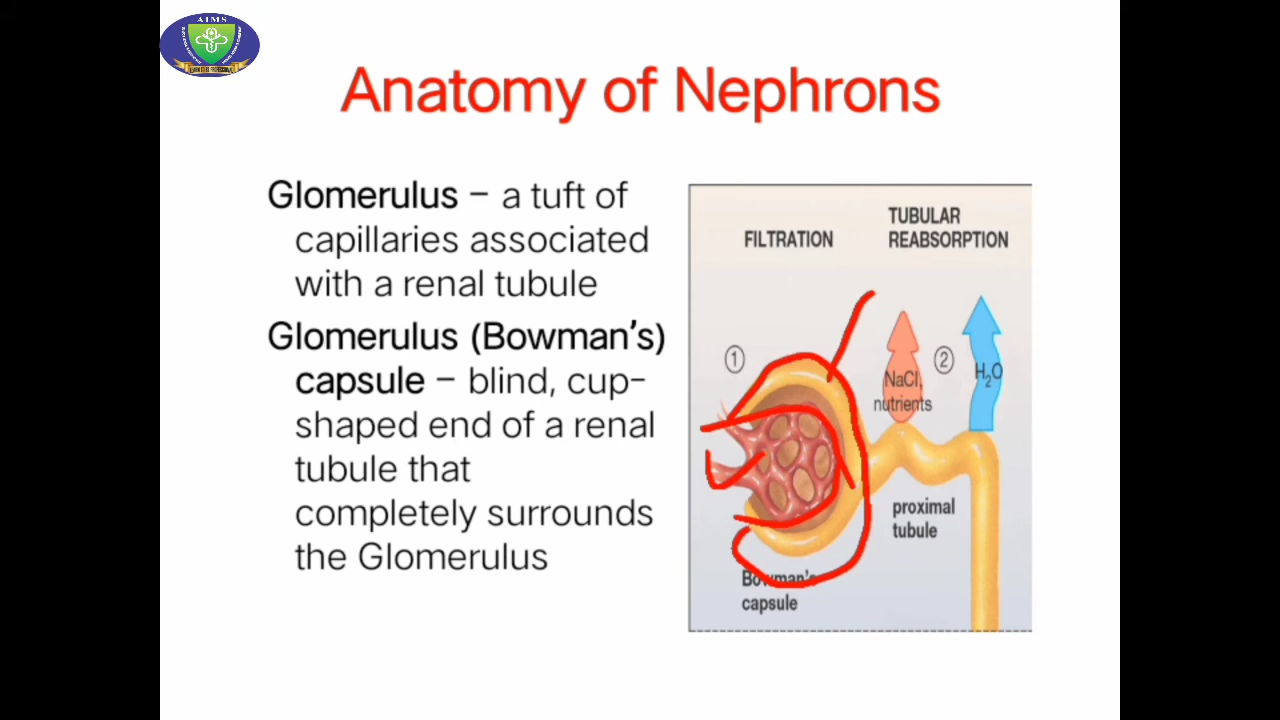 AIMS
Anatomy of Nephrons
Glomerulus – a tuft of
capillaries associated
with a renal tubule
Glomerulus (Bowman's)
capsule – blind, cup-
shaped end of a renal
tubule that
completely surrounds
the Glomerulus
FILTRATION
TUBULAR
REABSORPTION
1
2
NaCl,
nutrients
H₂O
proximal
tubule
Bowman's
capsule